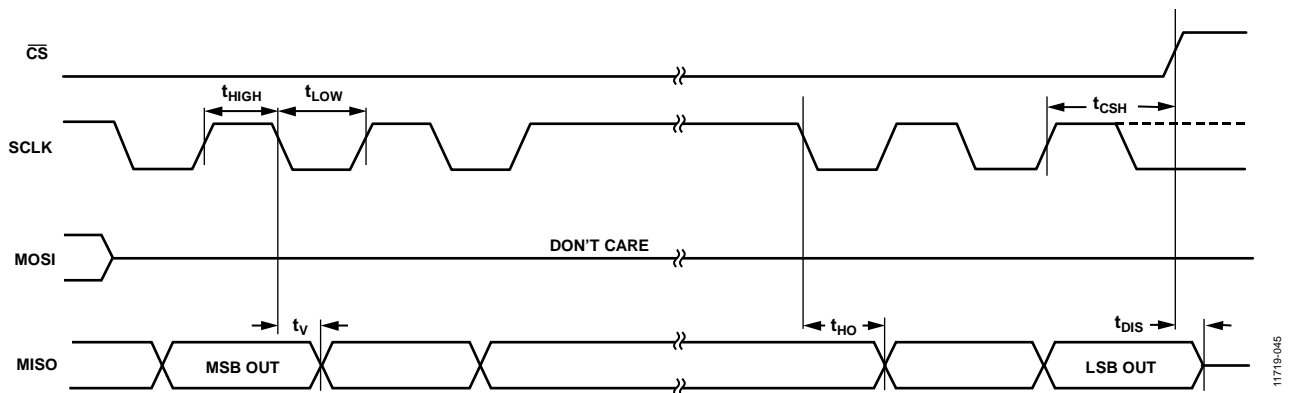 CS
tHIGH
tLOW
tCSH
SCLK
DON'T CARE
MOSI
tV
tHO
tDIS
MISO
MSB OUT
LSB OUT
11719-045